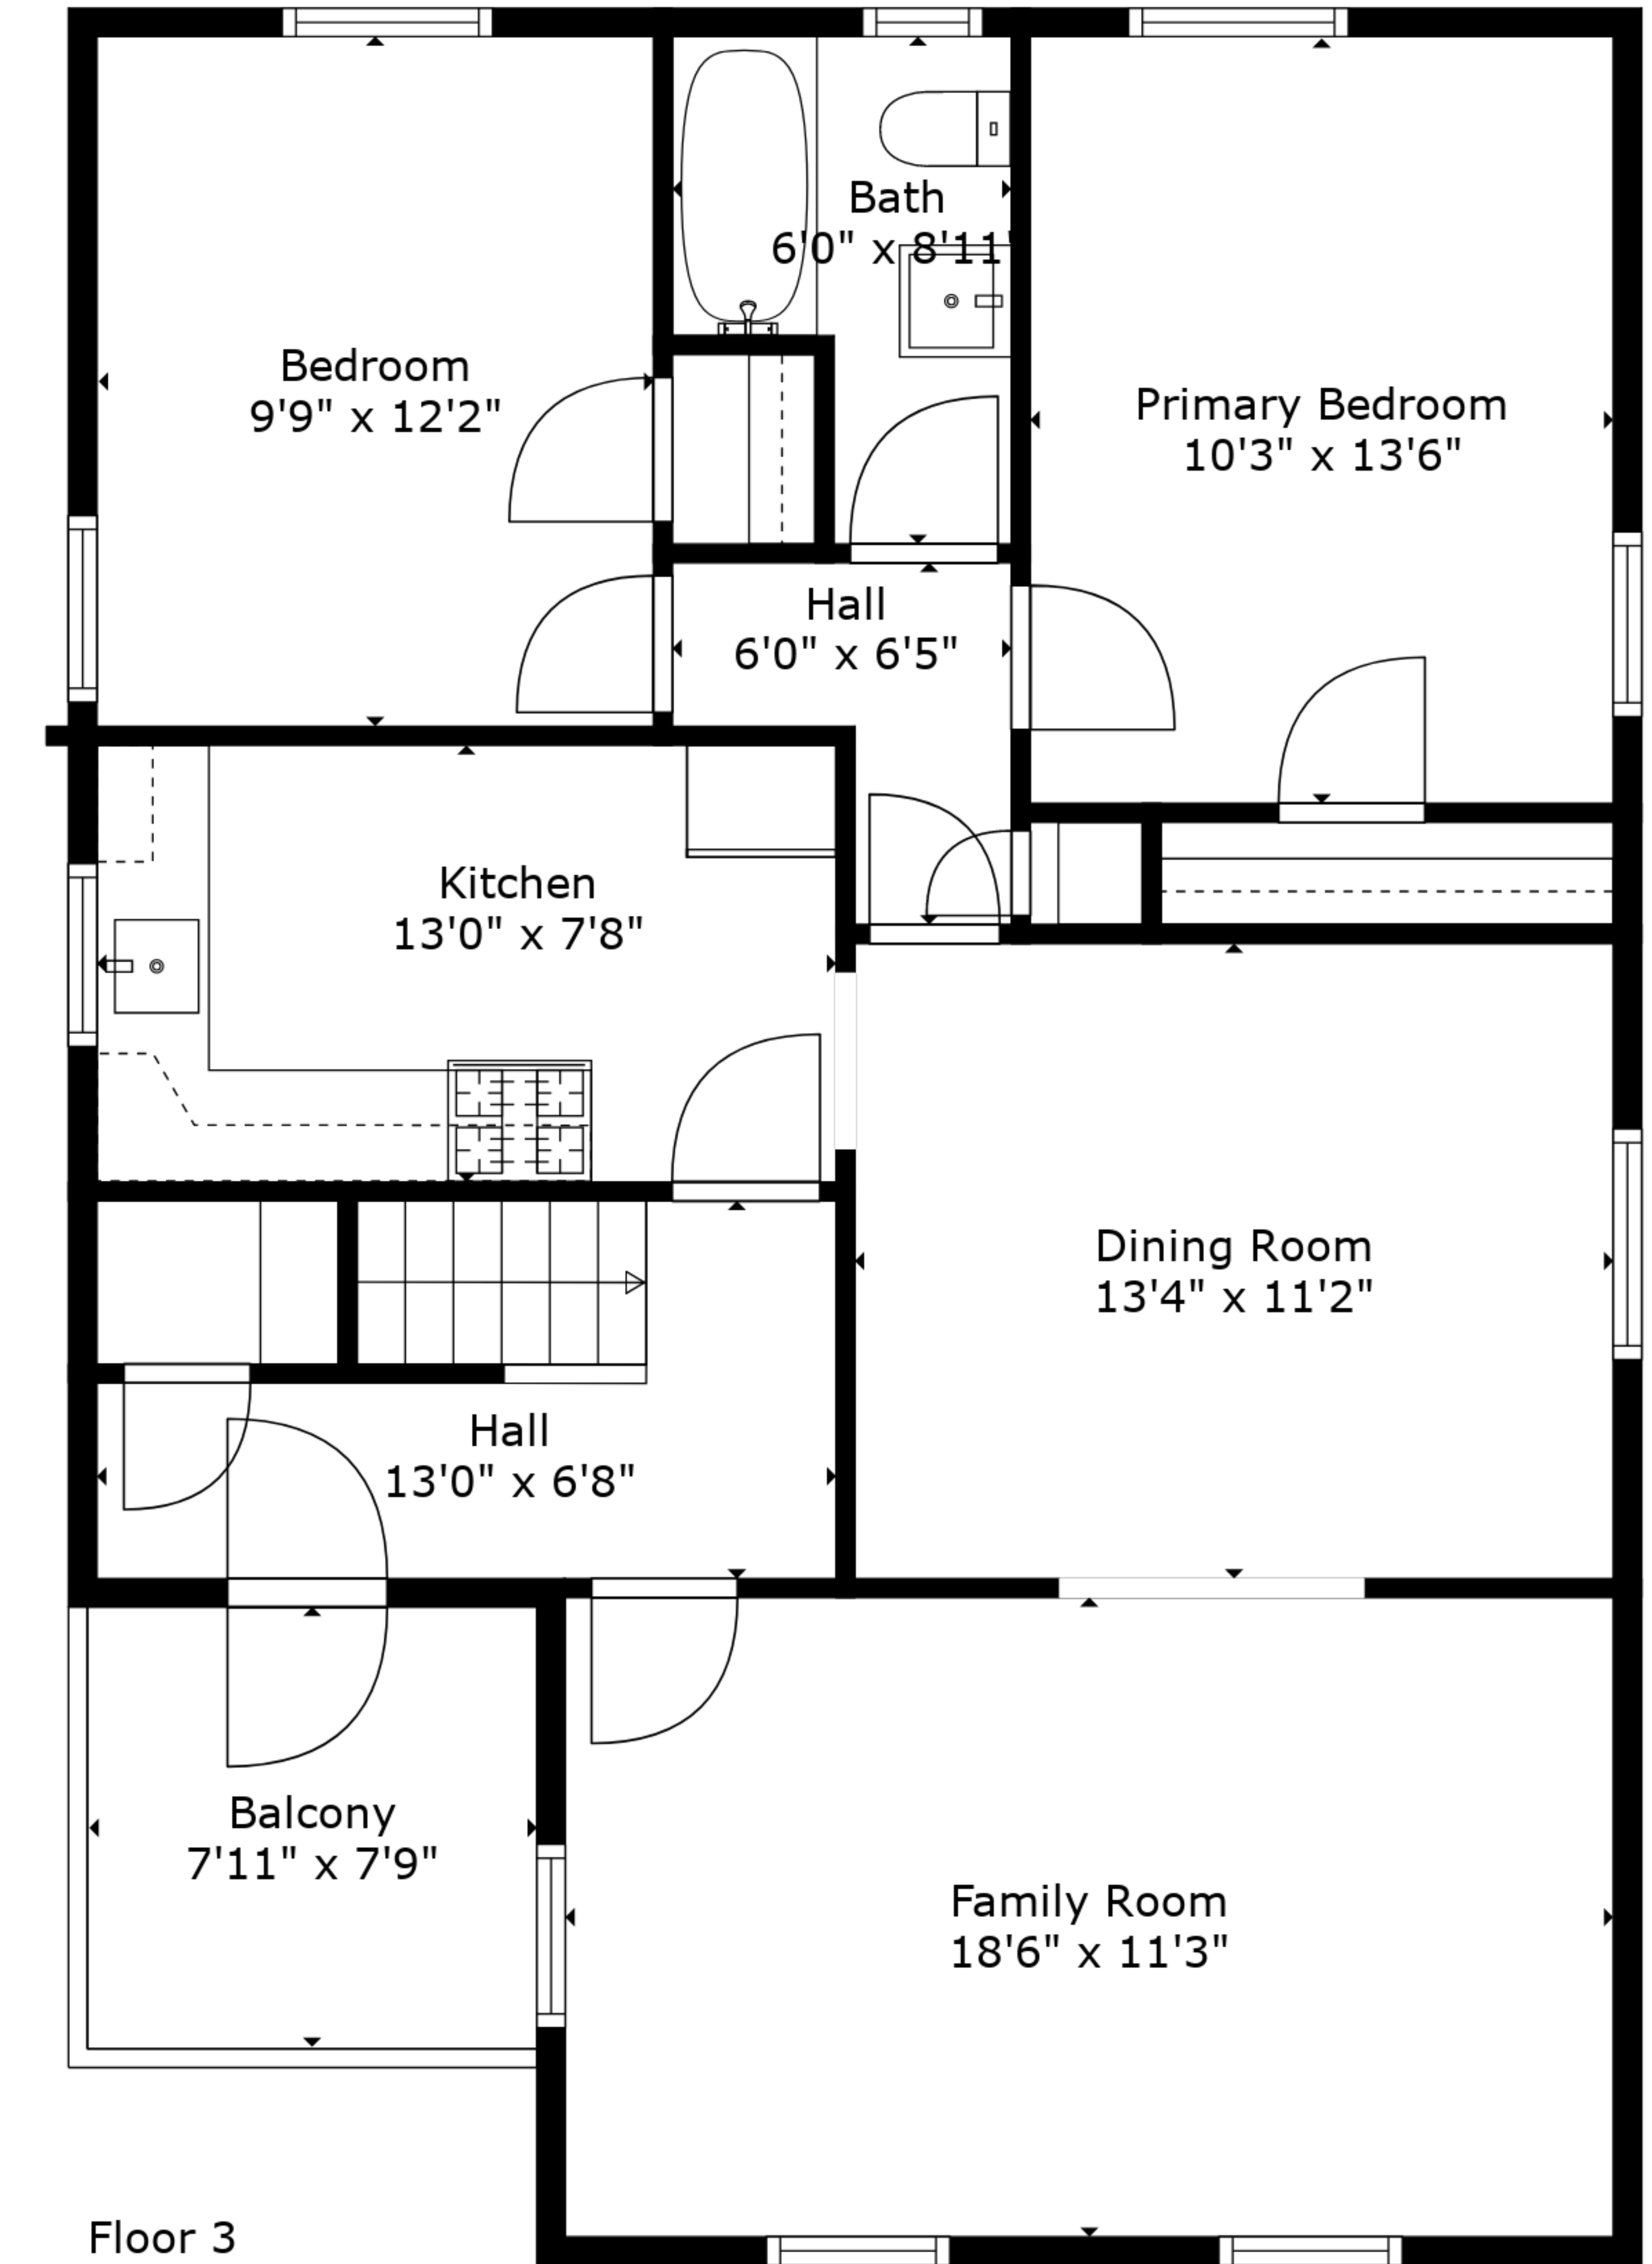 Bath
6'0" x 8'11"
Bedroom
9'9" x 12'2"
Primary Bedroom
10'3" x 13'6"
Hall
6'0" x 6'5"
Kitchen
13'0" x 7'8"
Dining Room
13'4" x 11'2"
Hall
13'0" x 6'8"
Balcony
7'11" x 7'9"
Family Room
18'6" x 11'3"
Floor 3